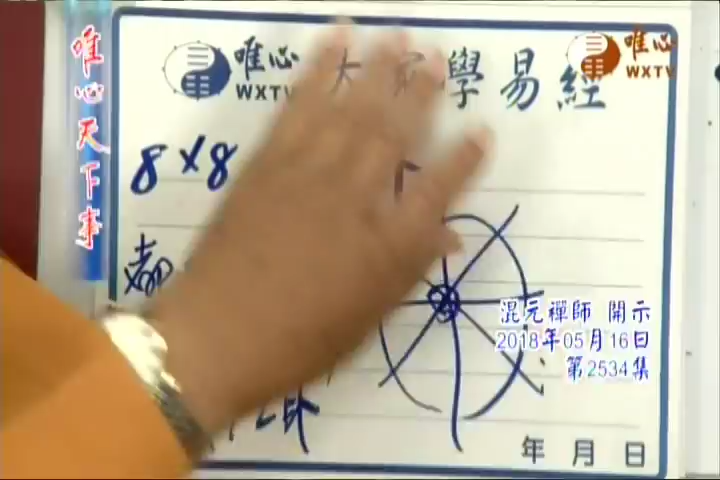 唯心天下事
唯心
WXTV
大家學易經
唯心
WXTV
8×8
混元禪師 開示
2018年05月16日
第2534集
年 月 日